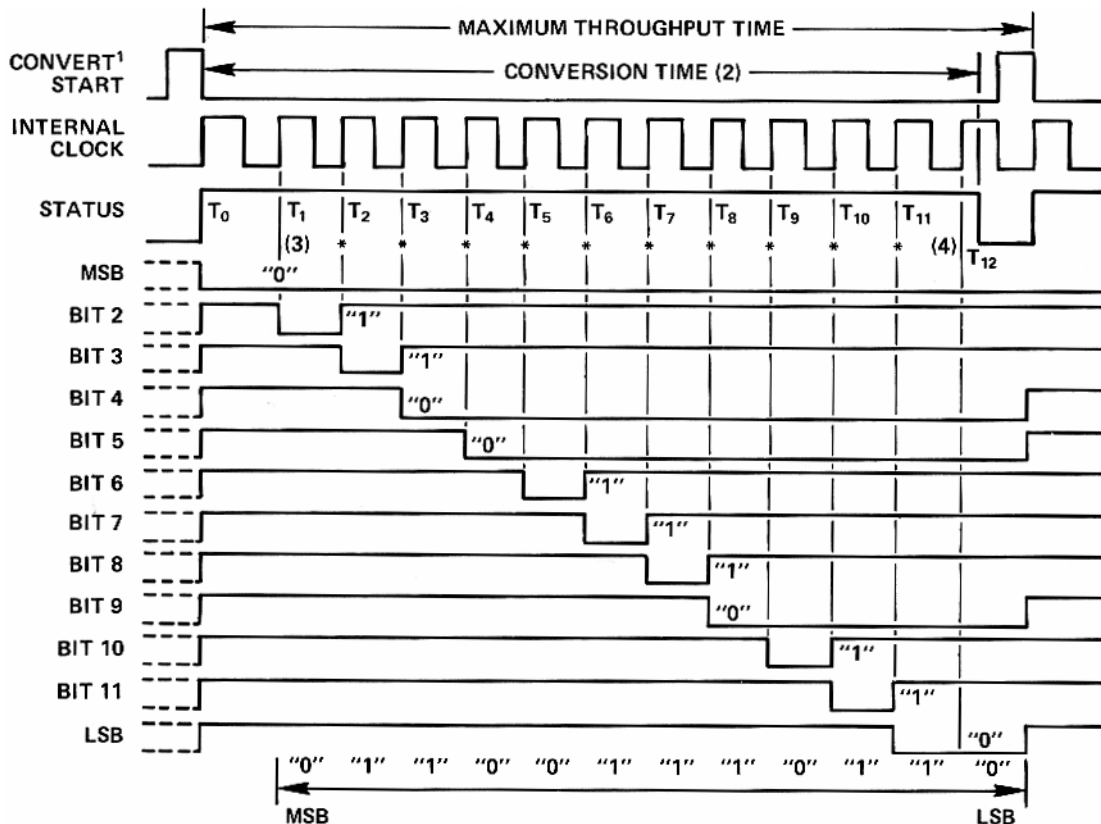 MAXIMUM THROUGHPUT TIME
CONVERT¹
START
CONVERSION TIME (2)
INTERNAL
CLOCK
STATUS
T₀ T₁ T₂ T₃ T₄ T₅ T₆ T₇ T₈ T₉ T₁₀ T₁₁
(3) * * * * * * * * * * (4) T₁₂
MSB "0"
BIT 2 "1"
BIT 3 "1"
BIT 4 "0"
BIT 5 "0"
BIT 6 "1"
BIT 7 "1"
BIT 8 "1"
BIT 9 "0"
BIT 10 "1"
BIT 11 "1"
LSB "0"
"0" "1" "1" "0" "0" "1" "1" "1" "0" "1" "1" "0"
MSB LSB